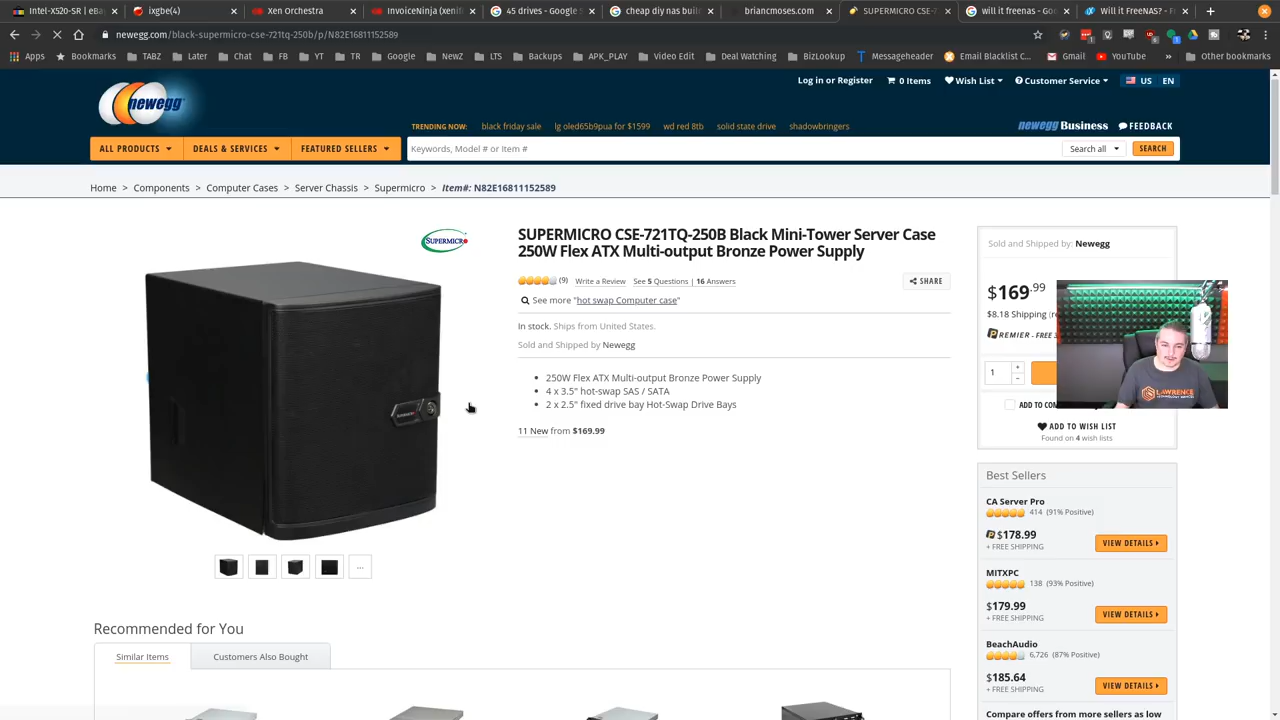 Intel-X520-SR | eBay
ixgbe(4)
Xen Orchestra
InvoiceNinja (xenif
45 drives - Google S
cheap diy nas buil
briancmoses.com
SUPERMICRO CSE-7
will it freenas - Goo
Will it FreeNAS? - F
newegg.com/black-supermicro-cse-721tq-250b/p/N82E16811152589
Apps
Bookmarks
TABZ
Later
Chat
FB
YT
TR
Google
NewZ
LTS
Backups
APK_PLAY
Video Edit
Deal Watching
BizLookup
Messageheader
Email Blacklist C...
Gmail
YouTube
»
Other bookmarks
newegg
Log in or Register
0 Items
Wish List
Customer Service
US
EN
TRENDING NOW:
black friday sale
lg oled65b9pua for $1599
wd red 8tb
solid state drive
shadowbringers
newegg Business
FEEDBACK
ALL PRODUCTS
DEALS & SERVICES
FEATURED SELLERS
Keywords, Model # or Item #
Search all
SEARCH
Home > Components > Computer Cases > Server Chassis > Supermicro > Item#: N82E16811152589
SUPERMICRO
SUPERMICRO CSE-721TQ-250B Black Mini-Tower Server Case
250W Flex ATX Multi-output Bronze Power Supply
(9) Write a Review See 5 Questions | 16 Answers
SHARE
See more "hot swap Computer case"
In stock. Ships from United States.
Sold and Shipped by Newegg
250W Flex ATX Multi-output Bronze Power Supply
4 x 3.5" hot-swap SAS / SATA
2 x 2.5" fixed drive bay Hot-Swap Drive Bays
11 New from $169.99
Sold and Shipped by: Newegg
$169.99
$8.18 Shipping
REMIER - FREE
1
ADD TO
ADD TO WISH LIST
Found on 4 wish lists
LAWRENCE
Best Sellers
CA Server Pro
414 (91% Positive)
$178.99
+ FREE SHIPPING
VIEW DETAILS
MITXPC
138 (93% Positive)
$179.99
+ FREE SHIPPING
VIEW DETAILS
BeachAudio
6,726 (87% Positive)
$185.64
+ FREE SHIPPING
VIEW DETAILS
Compare offers from more sellers as low
...
Recommended for You
Similar Items
Customers Also Bought